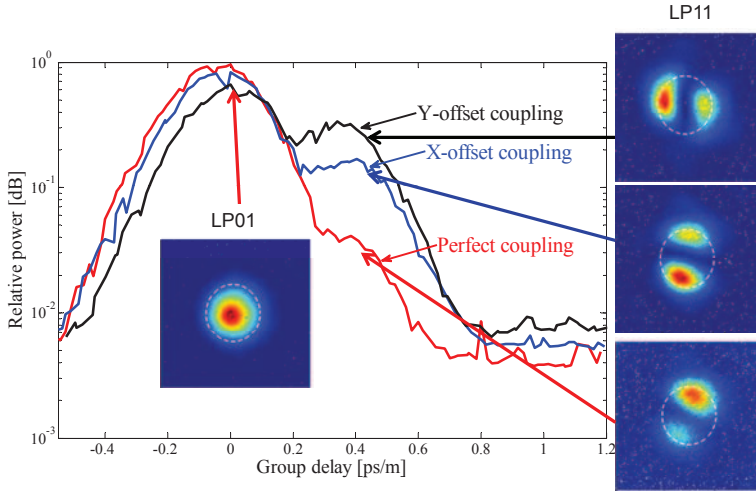 LP11
10^0
10^-1
10^-2
10^-3
Relative power [dB]
Y-offset coupling
X-offset coupling
Perfect coupling
LP01
-0.4
-0.2
0
0.2
0.4
0.6
0.8
1
1.2
Group delay [ps/m]